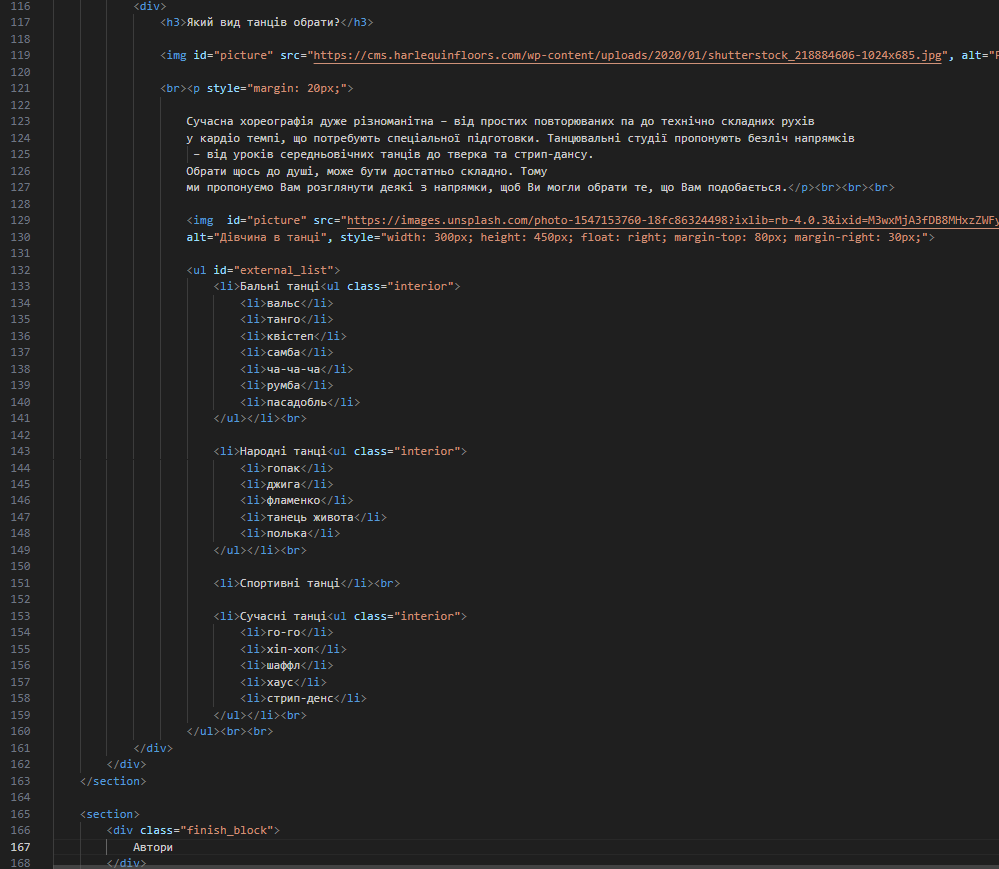 116 <div>
117 <h3>Який вид танців обрати?</h3>
118
119 <img id="picture" src="https://cms.harlequinfloors.com/wp-content/uploads/2020/01/shutterstock_218884606-1024x685.jpg", alt="
120
121 <br><p style="margin: 20px;">
122
123 Сучасна хореографія дуже різноманітна – від простих повторюваних па до технічно складних рухів
124 у кардіо темпі, що потребують спеціальної підготовки. Танцювальні студії пропонують безліч напрямків
125 – від уроків середньовічних танців до тверка та стрип-дансу.
126 Обрати щось до душі, може бути достатньо складно. Тому
127 ми пропонуємо Вам розглянути деякі з напрямки, щоб Ви могли обрати те, що Вам подобається.</p><br><br><br>
128
129 <img  id="picture" src="https://images.unsplash.com/photo-1547153760-18fc86324498?ixlib=rb-4.0.3&ixid=M3wxMjA3fDB8MHxzZWFy
130 alt="Дівчина в танці", style="width: 300px; height: 450px; float: right; margin-top: 80px; margin-right: 30px;">
131
132 <ul id="external_list">
133 <li>Бальні танці<ul class="interior">
134 <li>вальс</li>
135 <li>танго</li>
136 <li>квістеп</li>
137 <li>самба</li>
138 <li>ча-ча-ча</li>
139 <li>румба</li>
140 <li>пасадобль</li>
141 </ul></li><br>
142
143 <li>Народні танці<ul class="interior">
144 <li>гопак</li>
145 <li>джига</li>
146 <li>фламенко</li>
147 <li>танець живота</li>
148 <li>полька</li>
149 </ul></li><br>
150
151 <li>Спортивні танці</li><br>
152
153 <li>Сучасні танці<ul class="interior">
154 <li>го-го</li>
155 <li>хіп-хоп</li>
156 <li>шаффл</li>
157 <li>хаус</li>
158 <li>стрип-денс</li>
159 </ul></li><br>
160 </ul><br><br>
161 </div>
162 </div>
163 </section>
164
165 <section>
166 <div class="finish_block">
167 Автори
168 </div>